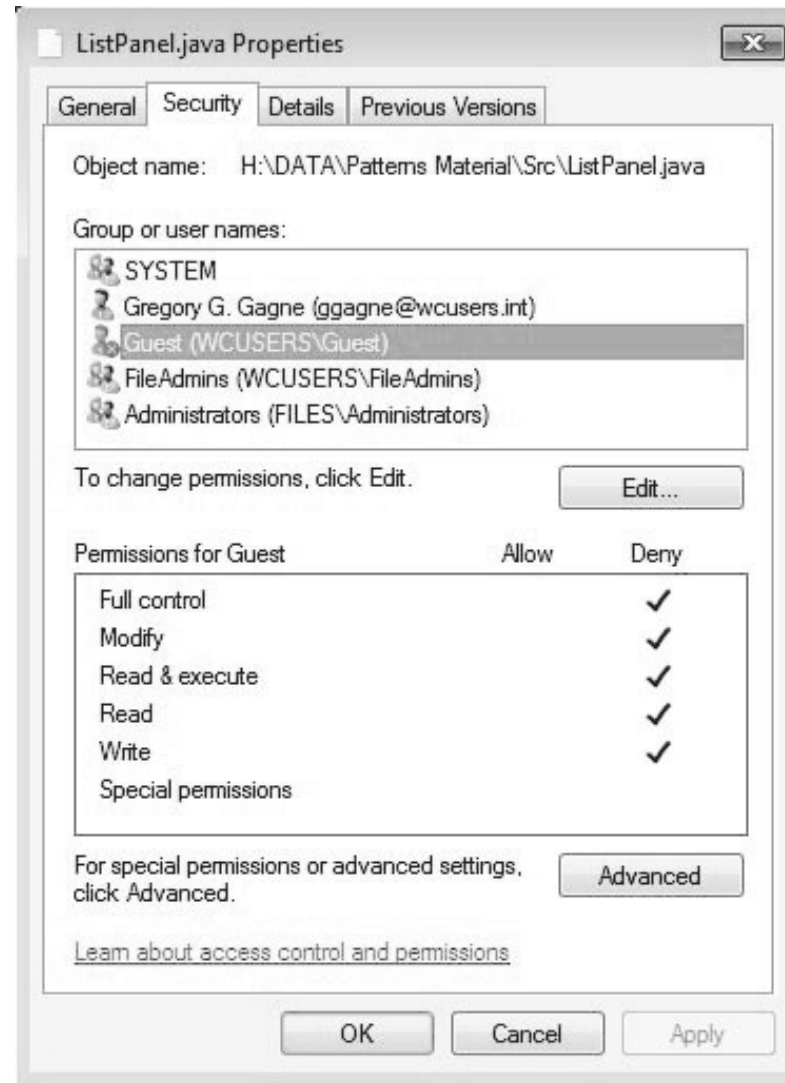 ListPanel.java Properties
General Security Details Previous Versions
Object name: H:\DATA\Patterns Material\Src\ListPanel.java
Group or user names:
SYSTEM
Gregory G. Gagne (ggagne@wcusers.int)
Guest (WCUSERS\Guest)
FileAdmins (WCUSERS\FileAdmins)
Administrators (FILES\Administrators)
To change permissions, click Edit.
Edit...
Permissions for Guest Allow Deny
Full control
Modify
Read & execute
Read
Write
Special permissions
For special permissions or advanced settings,
click Advanced.
Advanced
Learn about access control and permissions
OK Cancel Apply